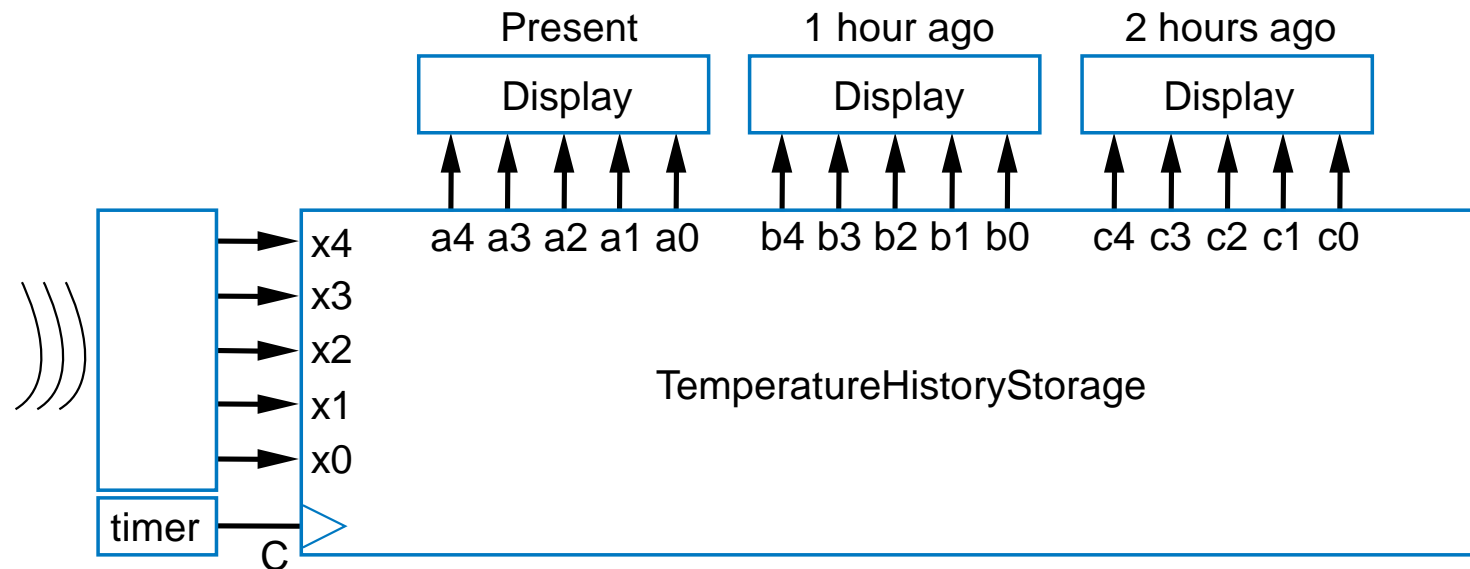 Present 1 hour ago 2 hours ago
Display Display Display
a4 a3 a2 a1 a0 b4 b3 b2 b1 b0 c4 c3 c2 c1 c0
x4
x3
x2
x1
x0
TemperatureHistoryStorage
timer
C